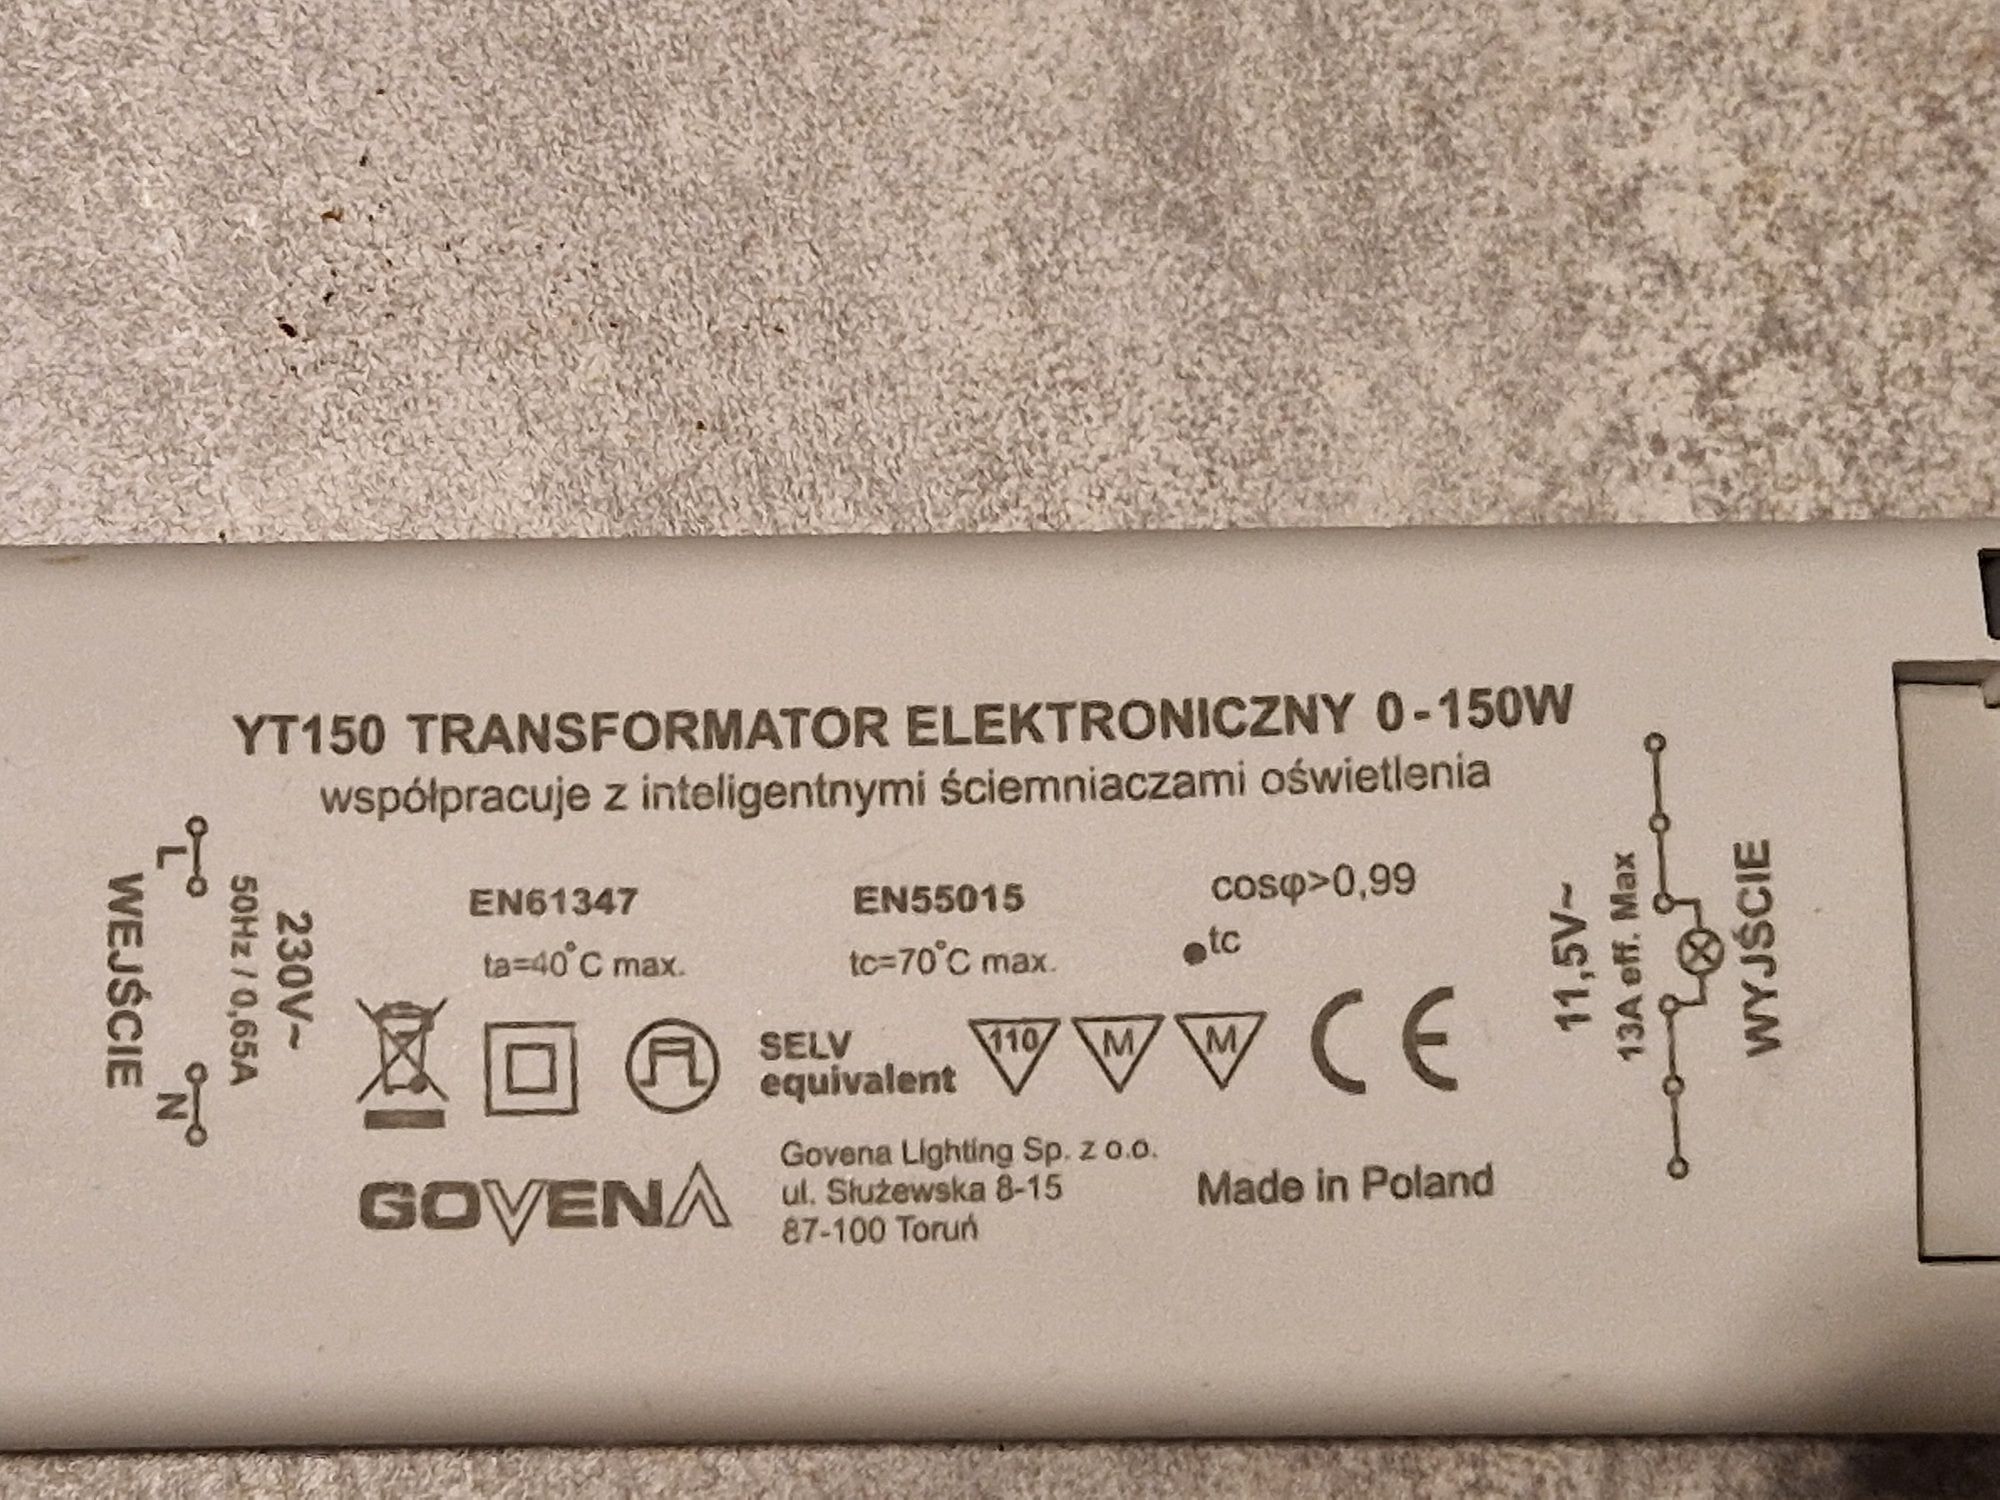 YT150 TRANSFORMATOR ELEKTRONICZNY 0-150W
współpracuje z inteligentnymi ściemniaczami oświetlenia
WEJŚCIE
L
N
50Hz / 0,65A
230V~
EN61347
EN55015
cosφ>0,99
ta=40°C max.
tc=70°C max.
tc
SELV
equivalent
110
M
M
CE
GOVENA
Govena Lighting Sp. z o.o.
ul. Służewska 8-15
87-100 Toruń
Made in Poland
11,5V~
13A eff. Max
WYJŚCIE